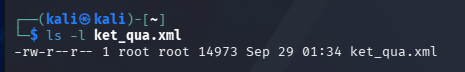 ┌──(kali㉿kali)-[~]
└─$ ls -l ket_qua.xml
-rw-r--r-- 1 root root 14973 Sep 29 01:34 ket_qua.xml